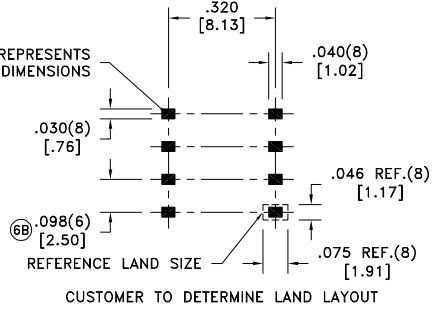 .320
[8.13]
REPRESENTS
DIMENSIONS
.040(8)
[1.02]
.030(8)
[.76]
.046 REF.(8)
[1.17]
6B
.098(6)
[2.50]
REFERENCE LAND SIZE
.075 REF.(8)
[1.91]
CUSTOMER TO DETERMINE LAND LAYOUT